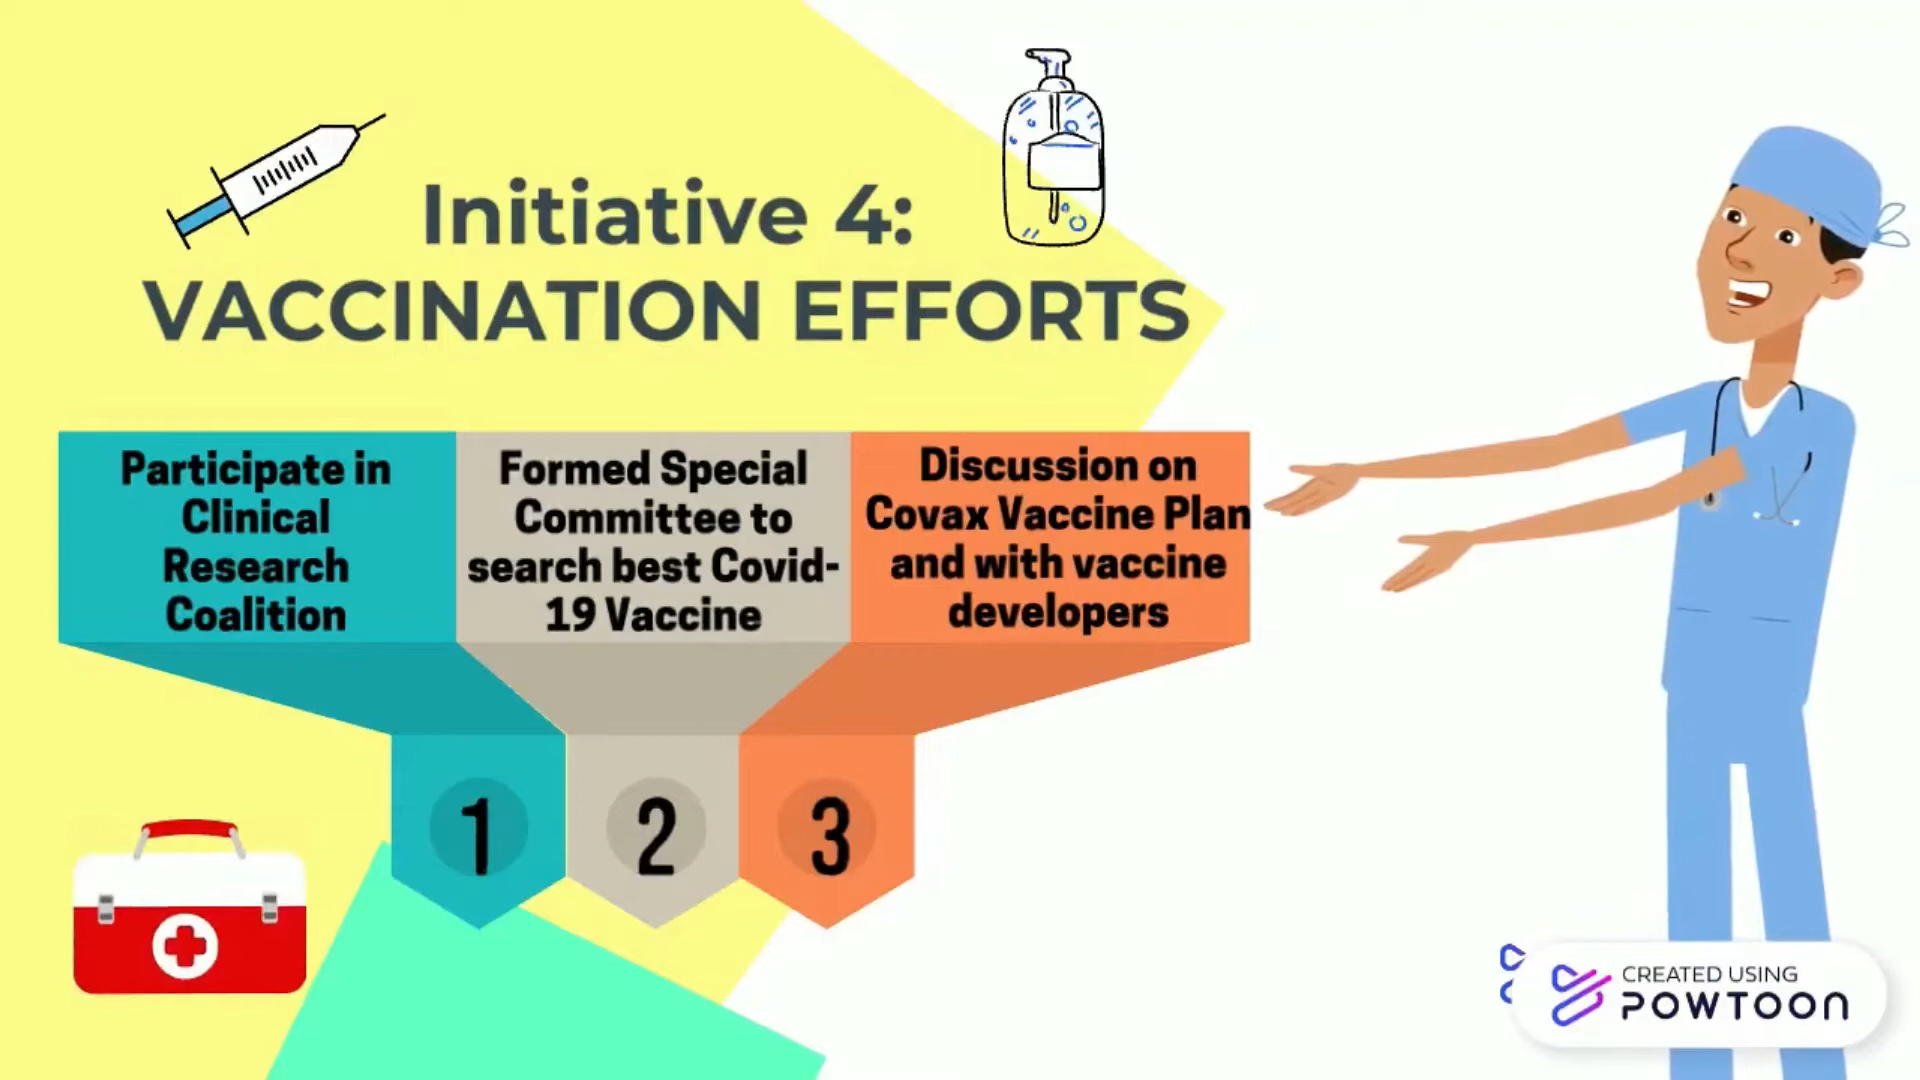 Initiative 4:
VACCINATION EFFORTS
Participate in
Clinical
Research
Coalition
Formed Special
Committee to
search best Covid-
19 Vaccine
Discussion on
Covax Vaccine Plan
and with vaccine
developers
1
2
3
CREATED USING
POWTOON